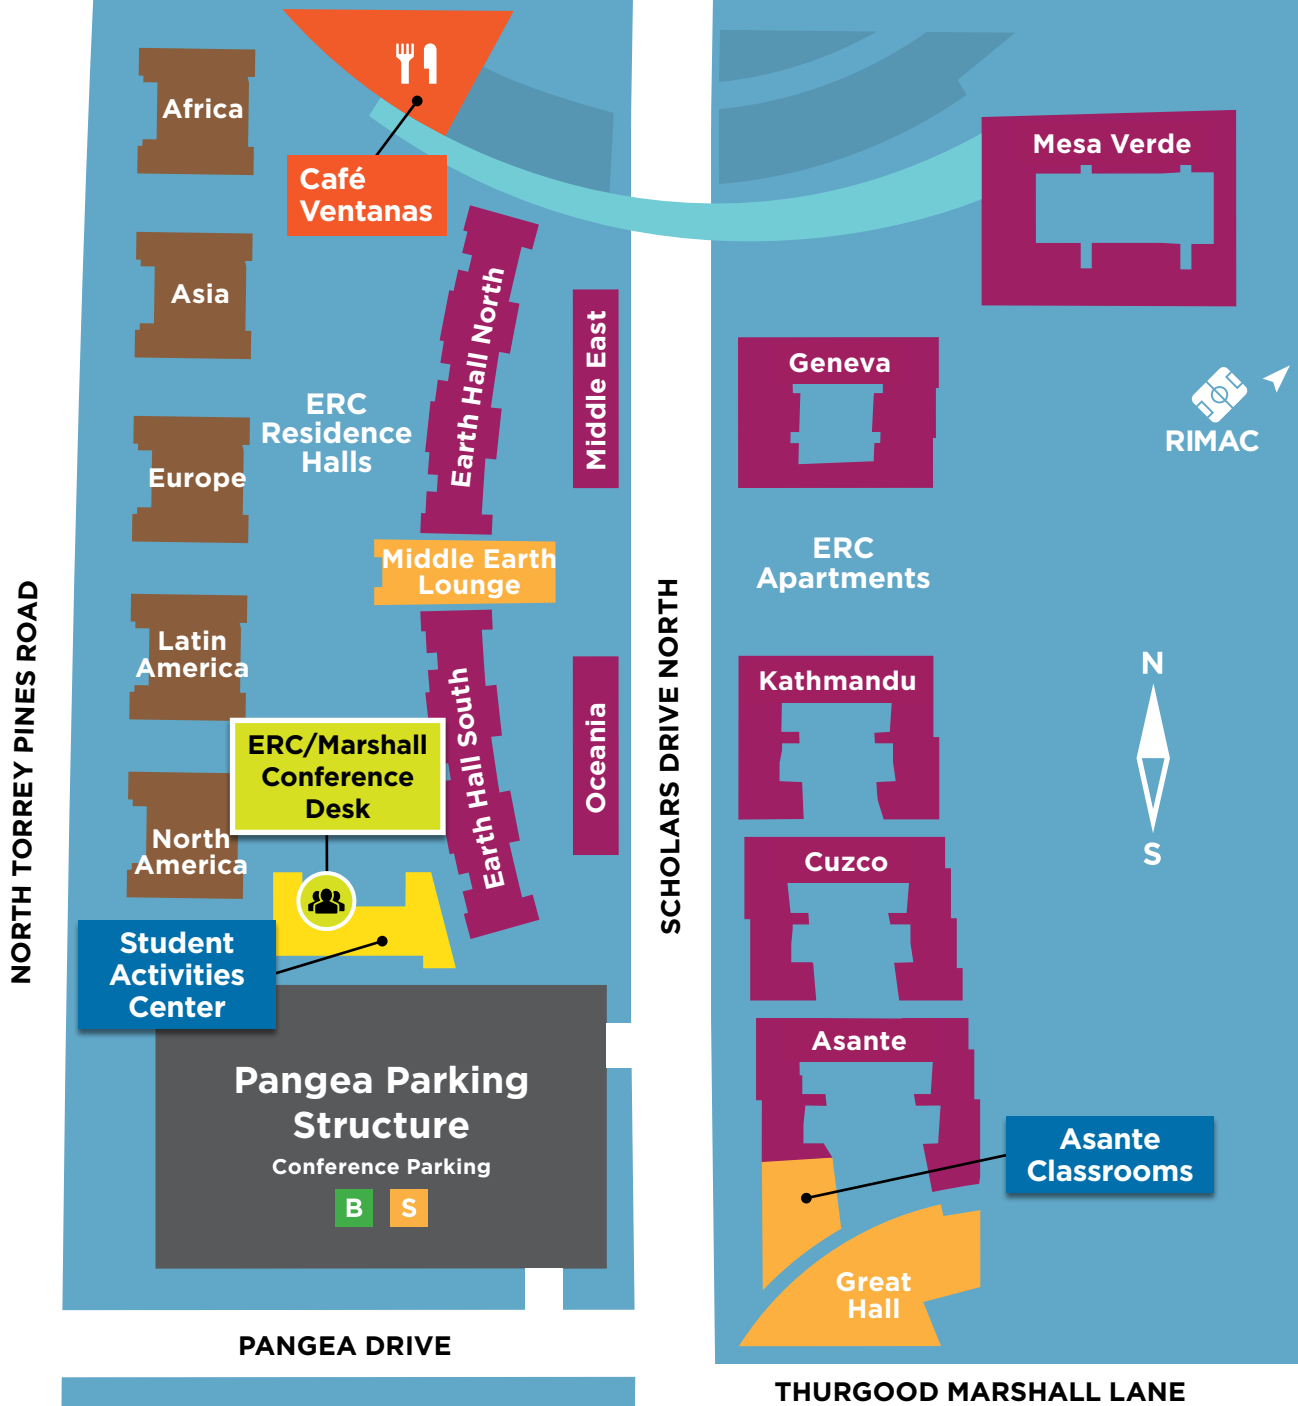 Africa
Café
Ventanas
Mesa Verde
Asia
Earth Hall North
Middle East
Geneva
ERC
Residence
Halls
RIMAC
Europe
Middle Earth
Lounge
ERC
Apartments
NORTH TORREY PINES ROAD
SCHOLARS DRIVE NORTH
Latin
America
Earth Hall South
Oceania
Kathmandu
N
S
ERC/Marshall
Conference
Desk
North
America
Cuzco
Student
Activities
Center
Asante
Pangea Parking
Structure
Conference Parking
B S
Asante
Classrooms
Great
Hall
PANGEA DRIVE
THURGOOD MARSHALL LANE